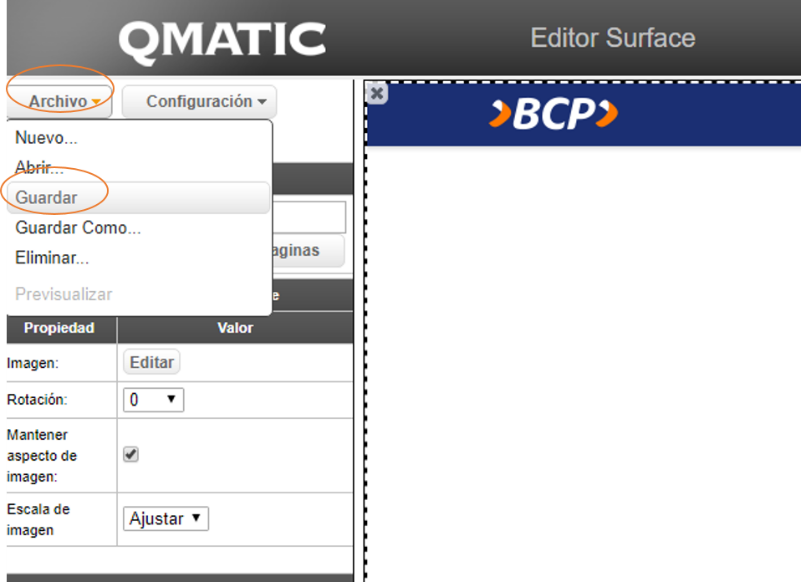 QMATIC
Editor Surface
Archivo
Configuración
BCP
Nuevo...
Abrir...
Guardar
Guardar Como...
Eliminar...
Previsualizar
aginas
e
Propiedad
Valor
Imagen:
Editar
Rotación:
0
Mantener
aspecto de
imagen:
Escala de
imagen
Ajustar